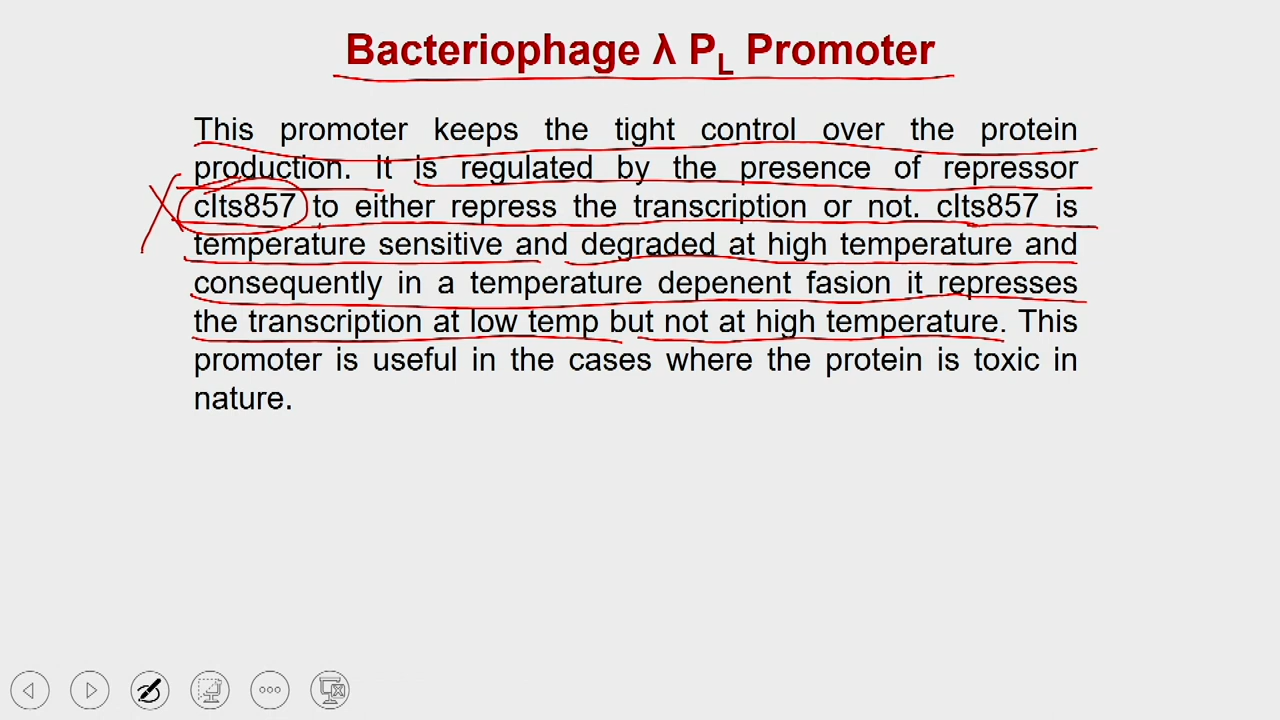 Bacteriophage λ PL Promoter
This promoter keeps the tight control over the protein
production. It is regulated by the presence of repressor
cIts857 to either repress the transcription or not. cIts857 is
temperature sensitive and degraded at high temperature and
consequently in a temperature depenent fasion it represses
the transcription at low temp but not at high temperature. This
promoter is useful in the cases where the protein is toxic in
nature.